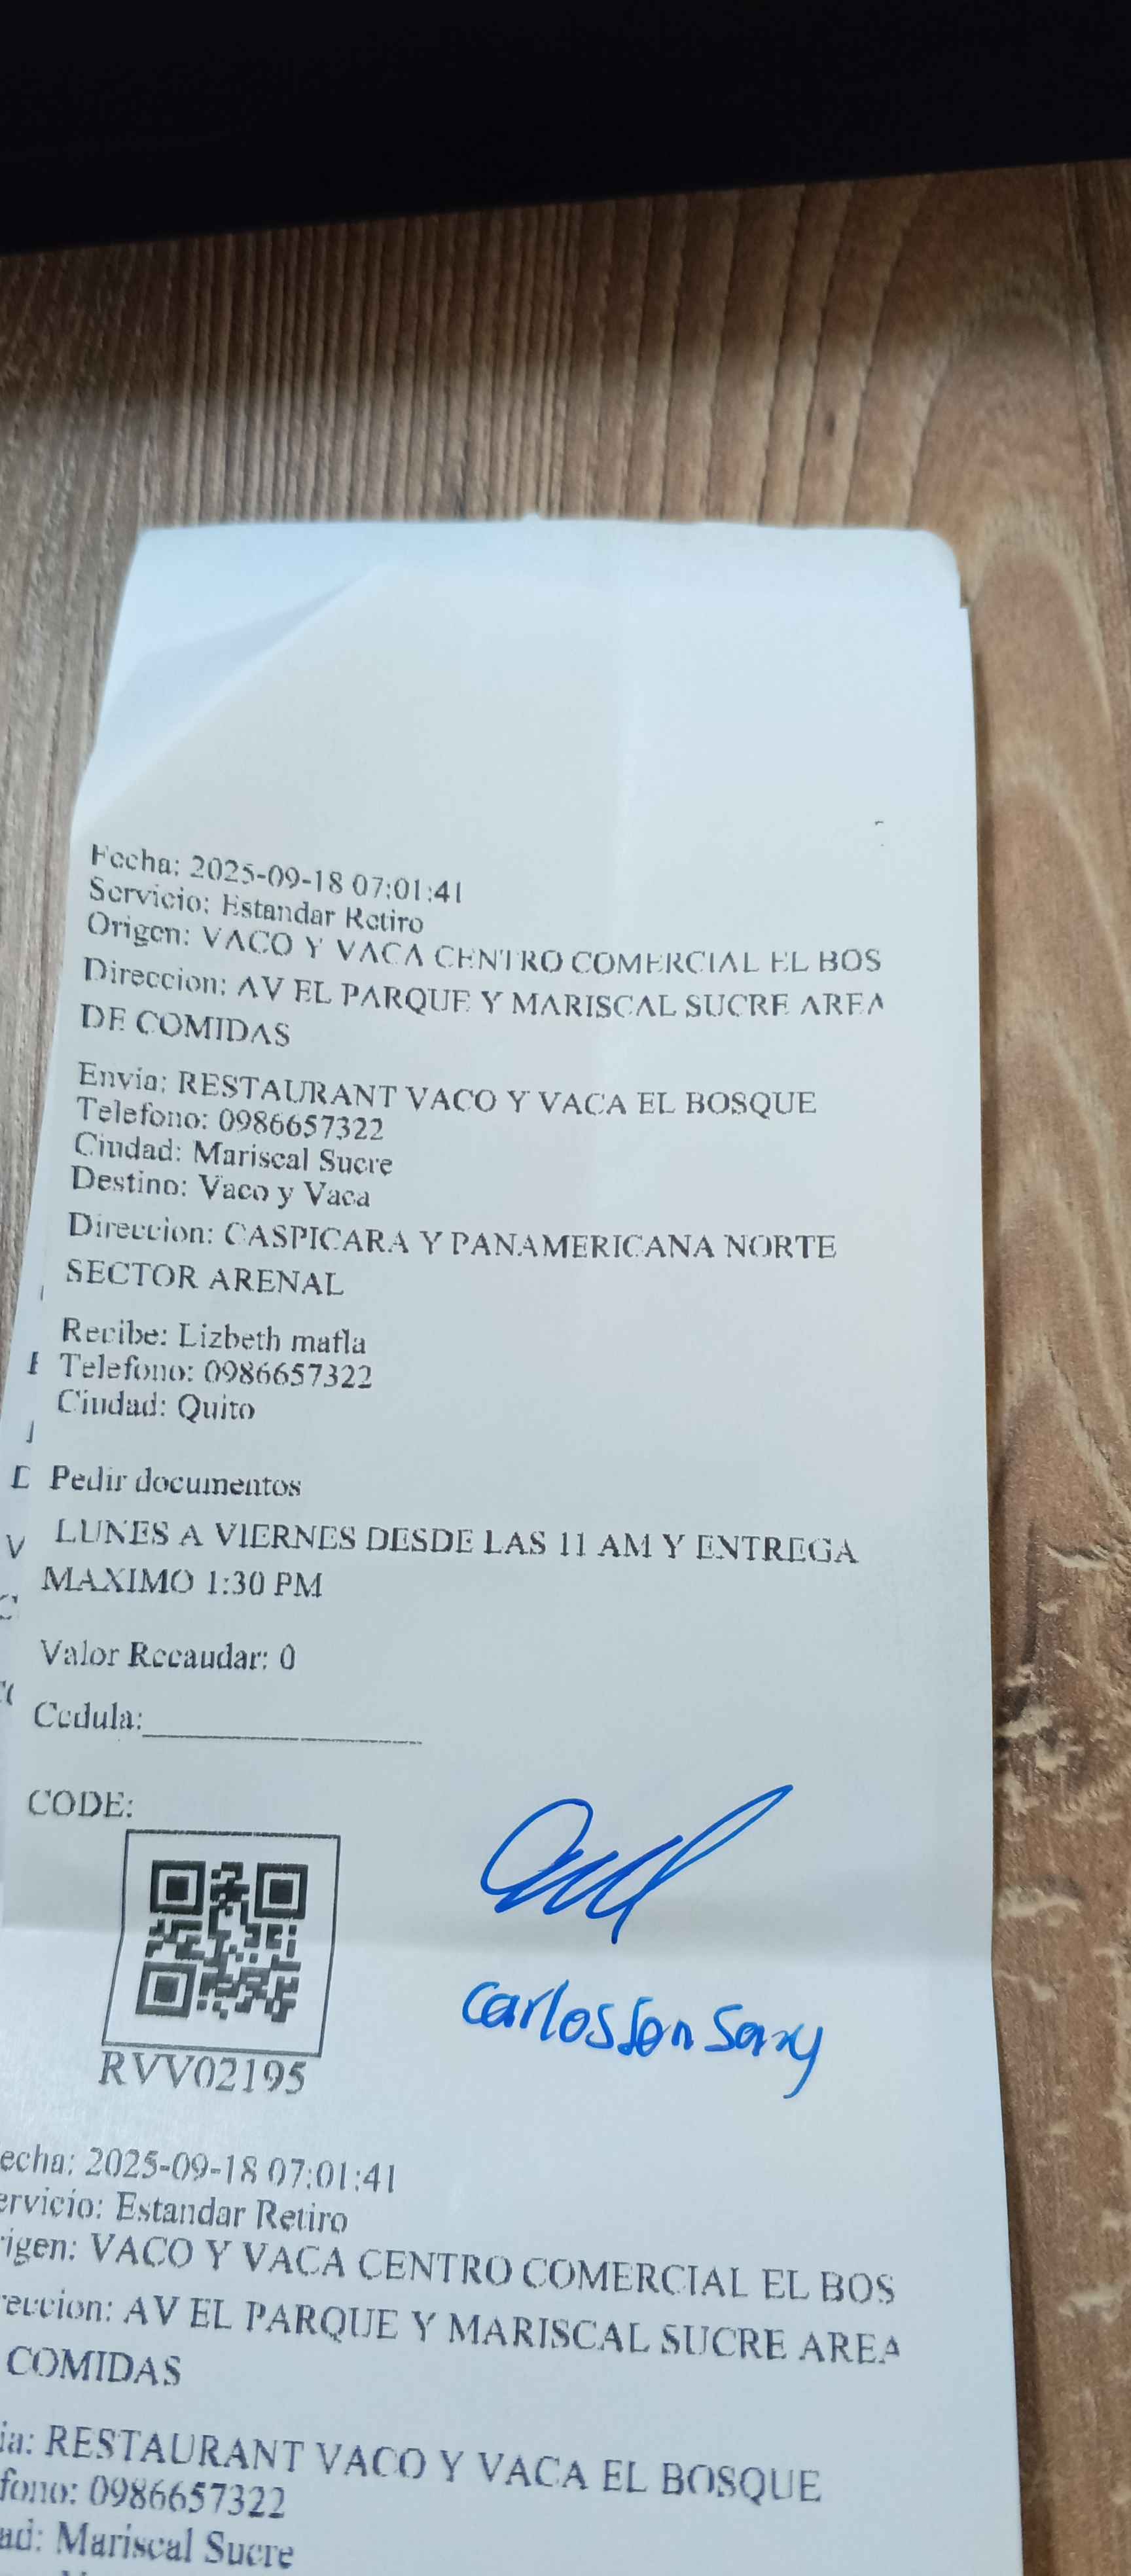 Fecha: 2025-09-18 07:01:41
Servicio: Estandar Retiro
Origen: VACO Y VACA CENTRO COMERCIAL EL BOS
Direccion: AV EL PARQUE Y MARISCAL SUCRE AREA
DE COMIDAS
Envia: RESTAURANT VACO Y VACA EL BOSQUE
Telefono: 0986657322
Ciudad: Mariscal Sucre
Destino: Vaco y Vaca
Direccion: CASPICARA Y PANAMERICANA NORTE
SECTOR ARENAL
Recibe: Lizbeth mafla
Telefono: 0986657322
Ciudad: Quito
Pedir documentos
LUNES A VIERNES DESDE LAS 11 AM Y ENTREGA
MAXIMO 1:30 PM
Valor Recaudar: 0
Cedula:
CODE:
Carlos
RVV02195
echa: 2025-09-18 07:01:41
ervicio: Estandar Retiro
rigen: VACO Y VACA CENTRO COMERCIAL EL BOS
reccion: AV EL PARQUE Y MARISCAL SUCRE AREA
COMIDAS
ia: RESTAURANT VACO Y VACA EL BOSQUE
fono: 0986657322
ad: Mariscal Sucre